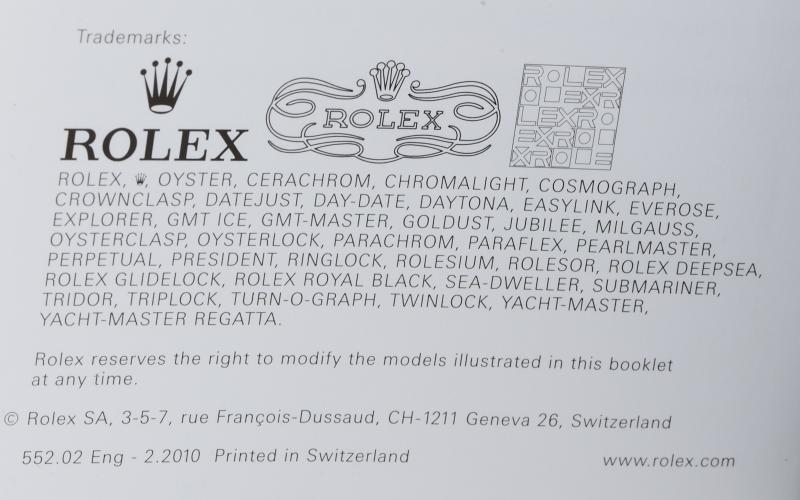 Trademarks:
ROLEX
ROLEX
ROLEX
OLEXR
LEXRO
EXROL
XROLE
ROLEX, , OYSTER, CERACHROM, CHROMALIGHT, COSMOGRAPH,
CROWNCLASP, DATEJUST, DAY-DATE, DAYTONA, EASYLINK, EVEROSE,
EXPLORER, GMT ICE, GMT-MASTER, GOLDUST, JUBILEE, MILGAUSS,
OYSTERCLASP, OYSTERLOCK, PARACHROM, PARAFLEX, PEARLMASTER,
PERPETUAL, PRESIDENT, RINGLOCK, ROLESIUM, ROLESOR, ROLEX DEEPSEA,
ROLEX GLIDELOCK, ROLEX ROYAL BLACK, SEA-DWELLER, SUBMARINER,
TRIDOR, TRIPLOCK, TURN-O-GRAPH, TWINLOCK, YACHT-MASTER,
YACHT-MASTER REGATTA.
Rolex reserves the right to modify the models illustrated in this booklet
at any time.
© Rolex SA, 3-5-7, rue François-Dussaud, CH-1211 Geneva 26, Switzerland
552.02 Eng - 2.2010 Printed in Switzerland
www.rolex.com